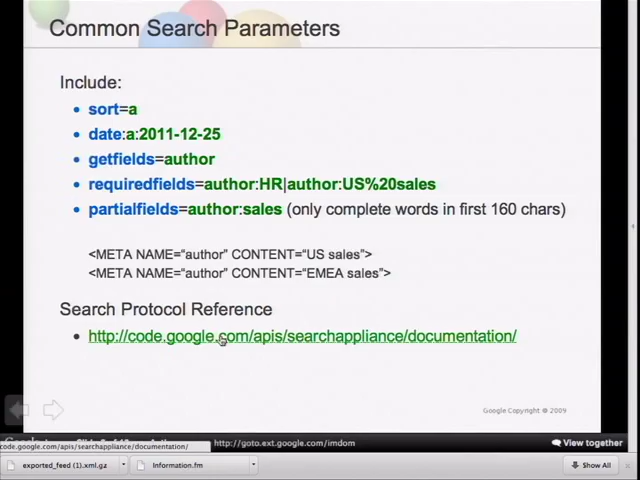 Common Search Parameters
Include:
• sort=a
• date:a:2011-12-25
• getfields=author
• requiredfields=author:HR|author:US%20sales
• partialfields=author:sales (only complete words in first 160 chars)
<META NAME="author" CONTENT="US sales">
<META NAME="author" CONTENT="EMEA sales">
Search Protocol Reference
• http://code.google.com/apis/searchappliance/documentation/
Google Copyright © 2009
http://goto.ext.google.com/imdom
View together
code.google.com/apis/searchappliance/documentation/
exported_feed (1).xml.gz
Information.fm
Show All